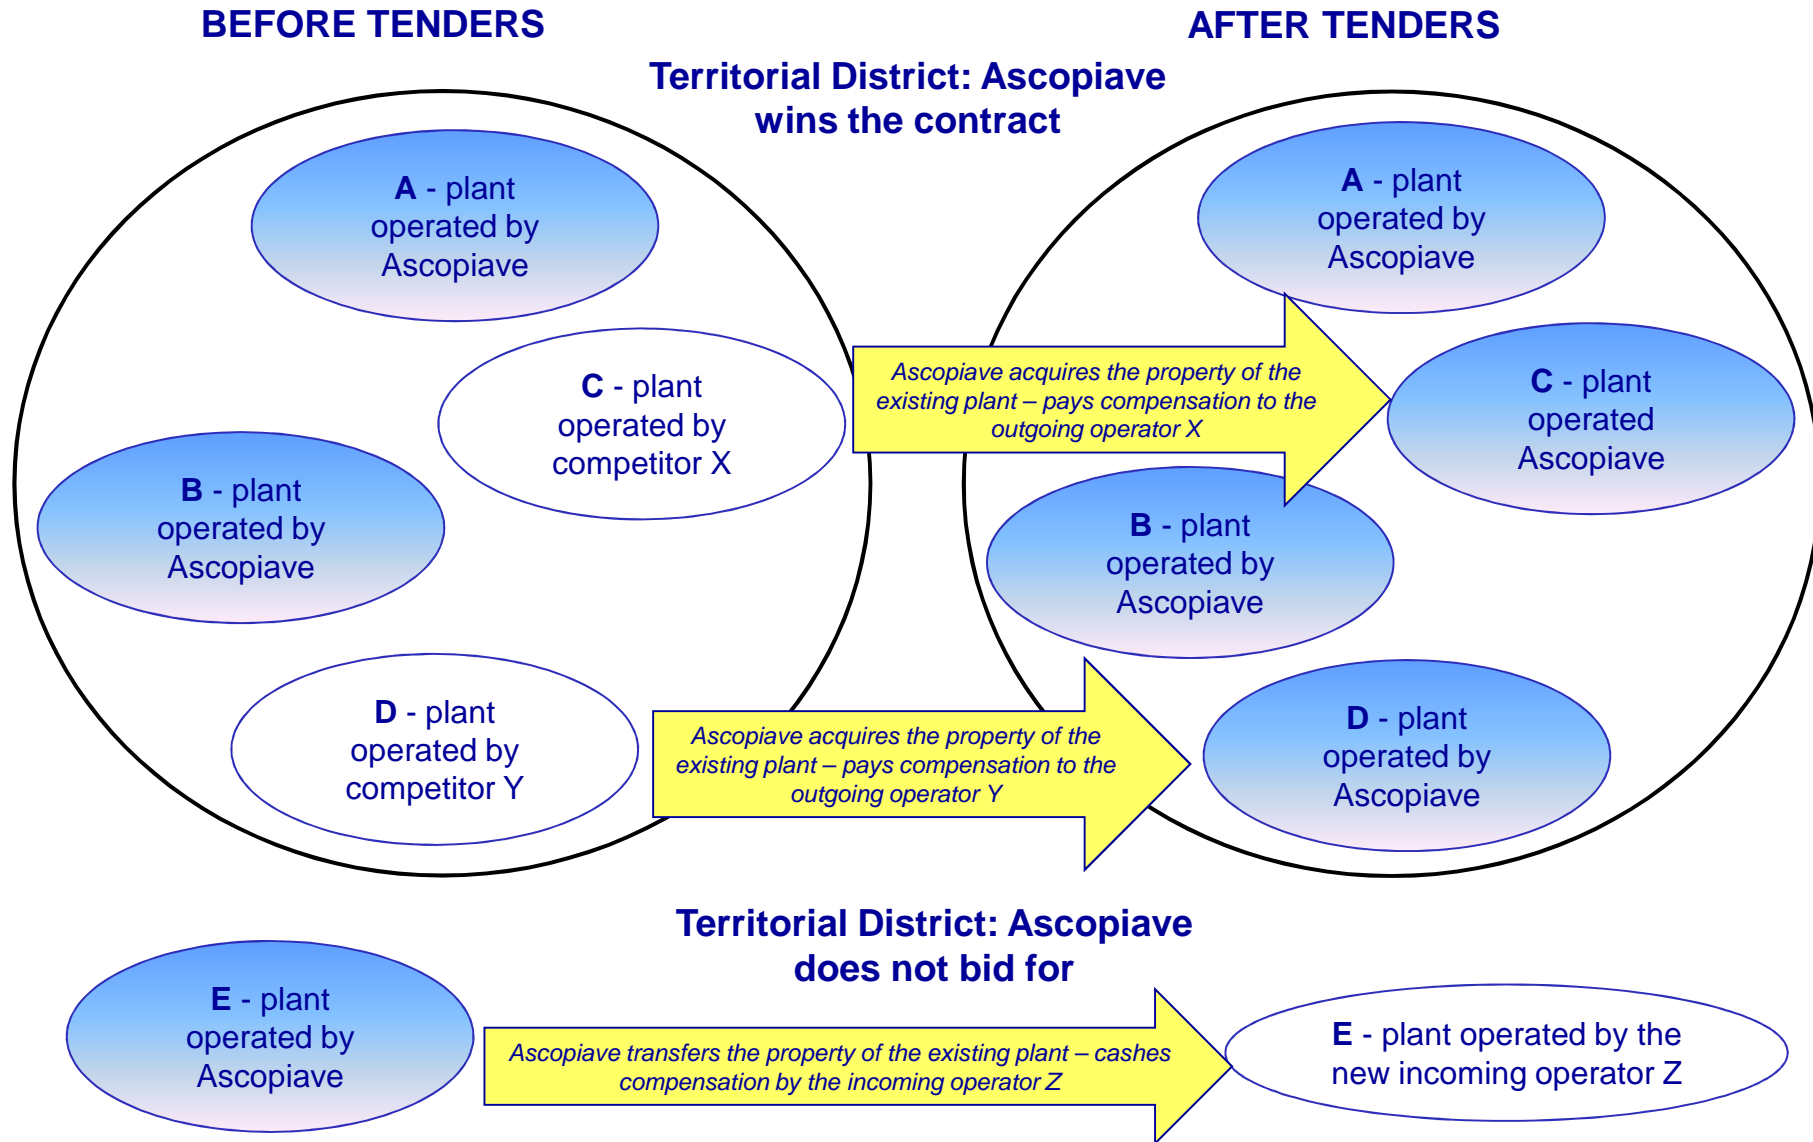 BEFORE TENDERS
AFTER TENDERS
Territorial District: Ascopiave
wins the contract
A - plant
operated by
Ascopiave
C - plant
operated by
competitor X
B - plant
operated by
Ascopiave
D - plant
operated by
competitor Y
Ascopiave acquires the property of the
existing plant – pays compensation to the
outgoing operator X
Ascopiave acquires the property of the
existing plant – pays compensation to the
outgoing operator Y
A - plant
operated by
Ascopiave
C - plant
operated
Ascopiave
B - plant
operated by
Ascopiave
D - plant
operated by
Ascopiave
Territorial District: Ascopiave
does not bid for
E - plant
operated by
Ascopiave
Ascopiave transfers the property of the existing plant – cashes
compensation by the incoming operator Z
E - plant operated by the
new incoming operator Z